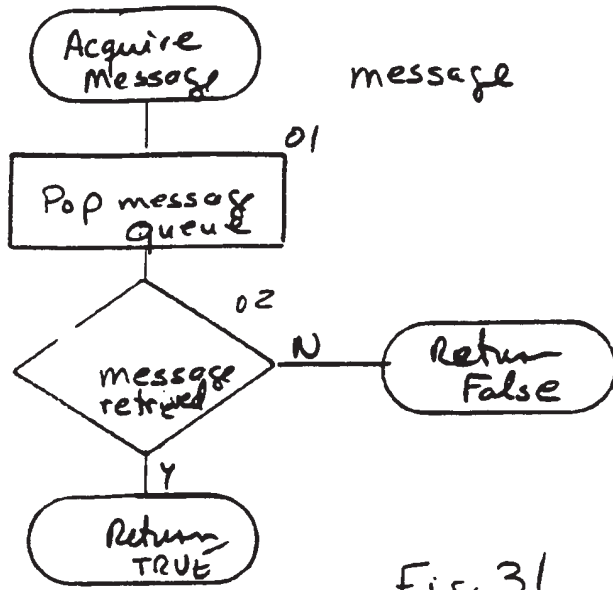 Acquire
Message
message
01
Pop message
queue
02
message
retrieved
N
Return
False
Y
Return
TRUE
Fig. 31